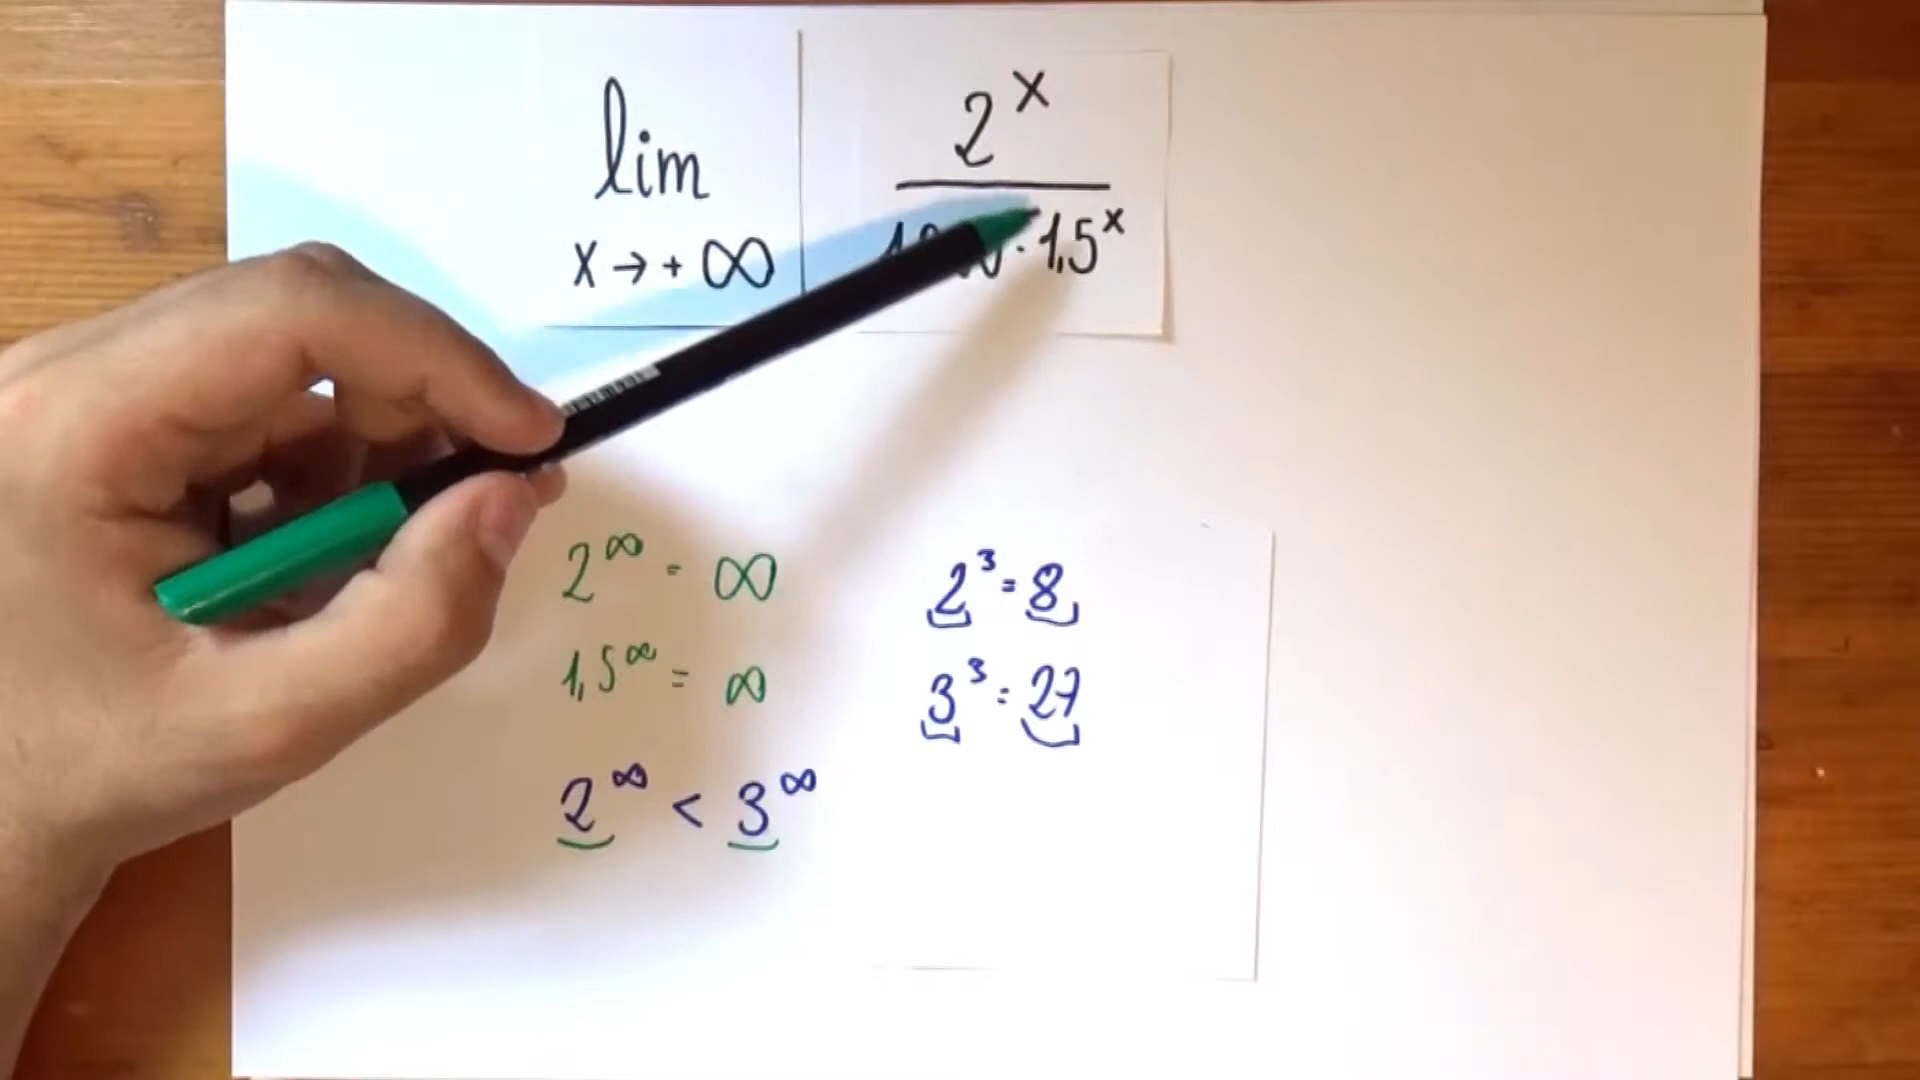 lim
x → + ∞
2^x
· 1,5^x
2^∞ = ∞
1,5^∞ = ∞
2^∞ < 3^∞
2^3 = 8
3^3 = 27